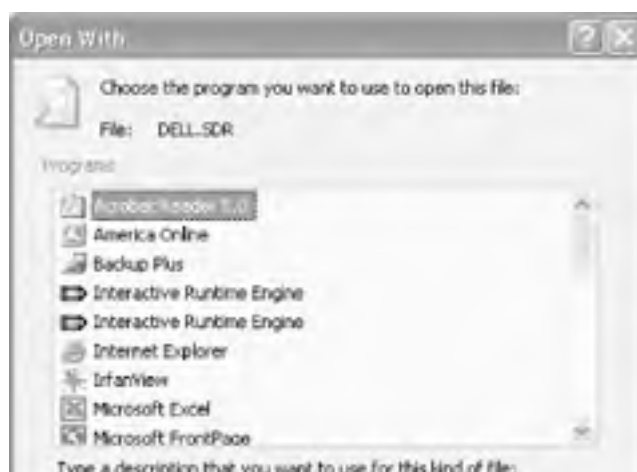 Open With
Choose the program you want to use to open this file:
File: DELL.SDR
Programs
Acrobat Reader 5.0
America Online
Backup Plus
Interactive Runtime Engine
Interactive Runtime Engine
Internet Explorer
IrfanView
Microsoft Excel
Microsoft FrontPage
Type a description that you want to use for this kind of file: